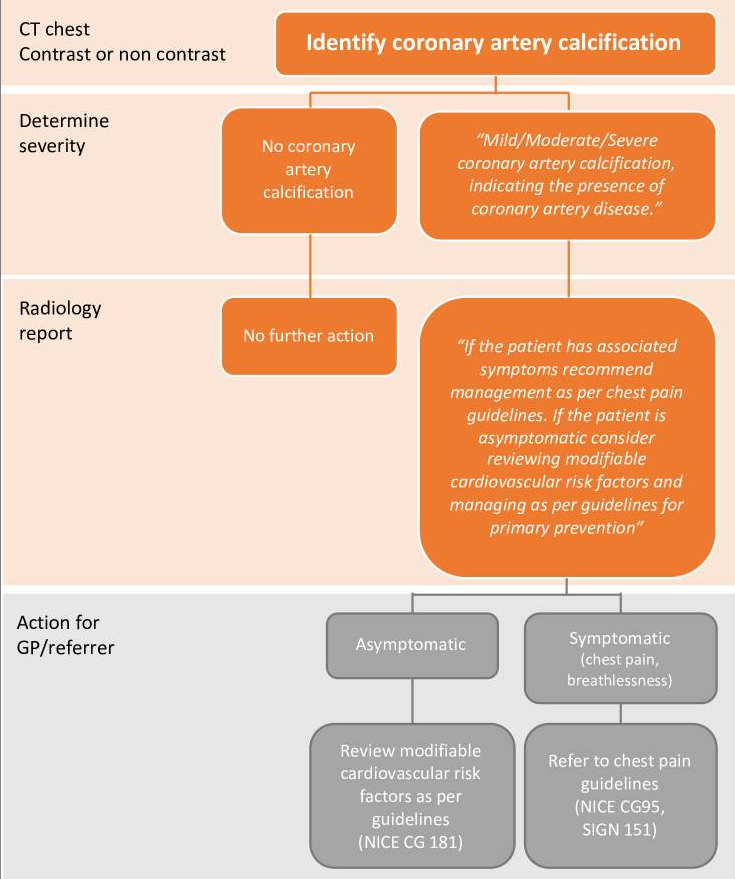 CT chest
Contrast or non contrast
Identify coronary artery calcification
Determine
severity
No coronary
artery
calcification
“Mild/Moderate/Severe
coronary artery calcification,
indicating the presence of
coronary artery disease.”
Radiology
report
No further action
“If the patient has associated
symptoms recommend
management as per chest pain
guidelines. If the patient is
asymptomatic consider
reviewing modifiable
cardiovascular risk factors and
managing as per guidelines for
primary prevention”
Action for
GP/referrer
Asymptomatic
Symptomatic
(chest pain,
breathlessness)
Review modifiable
cardiovascular risk
factors as per
guidelines
(NICE CG 181)
Refer to chest pain
guidelines
(NICE CG95,
SIGN 151)